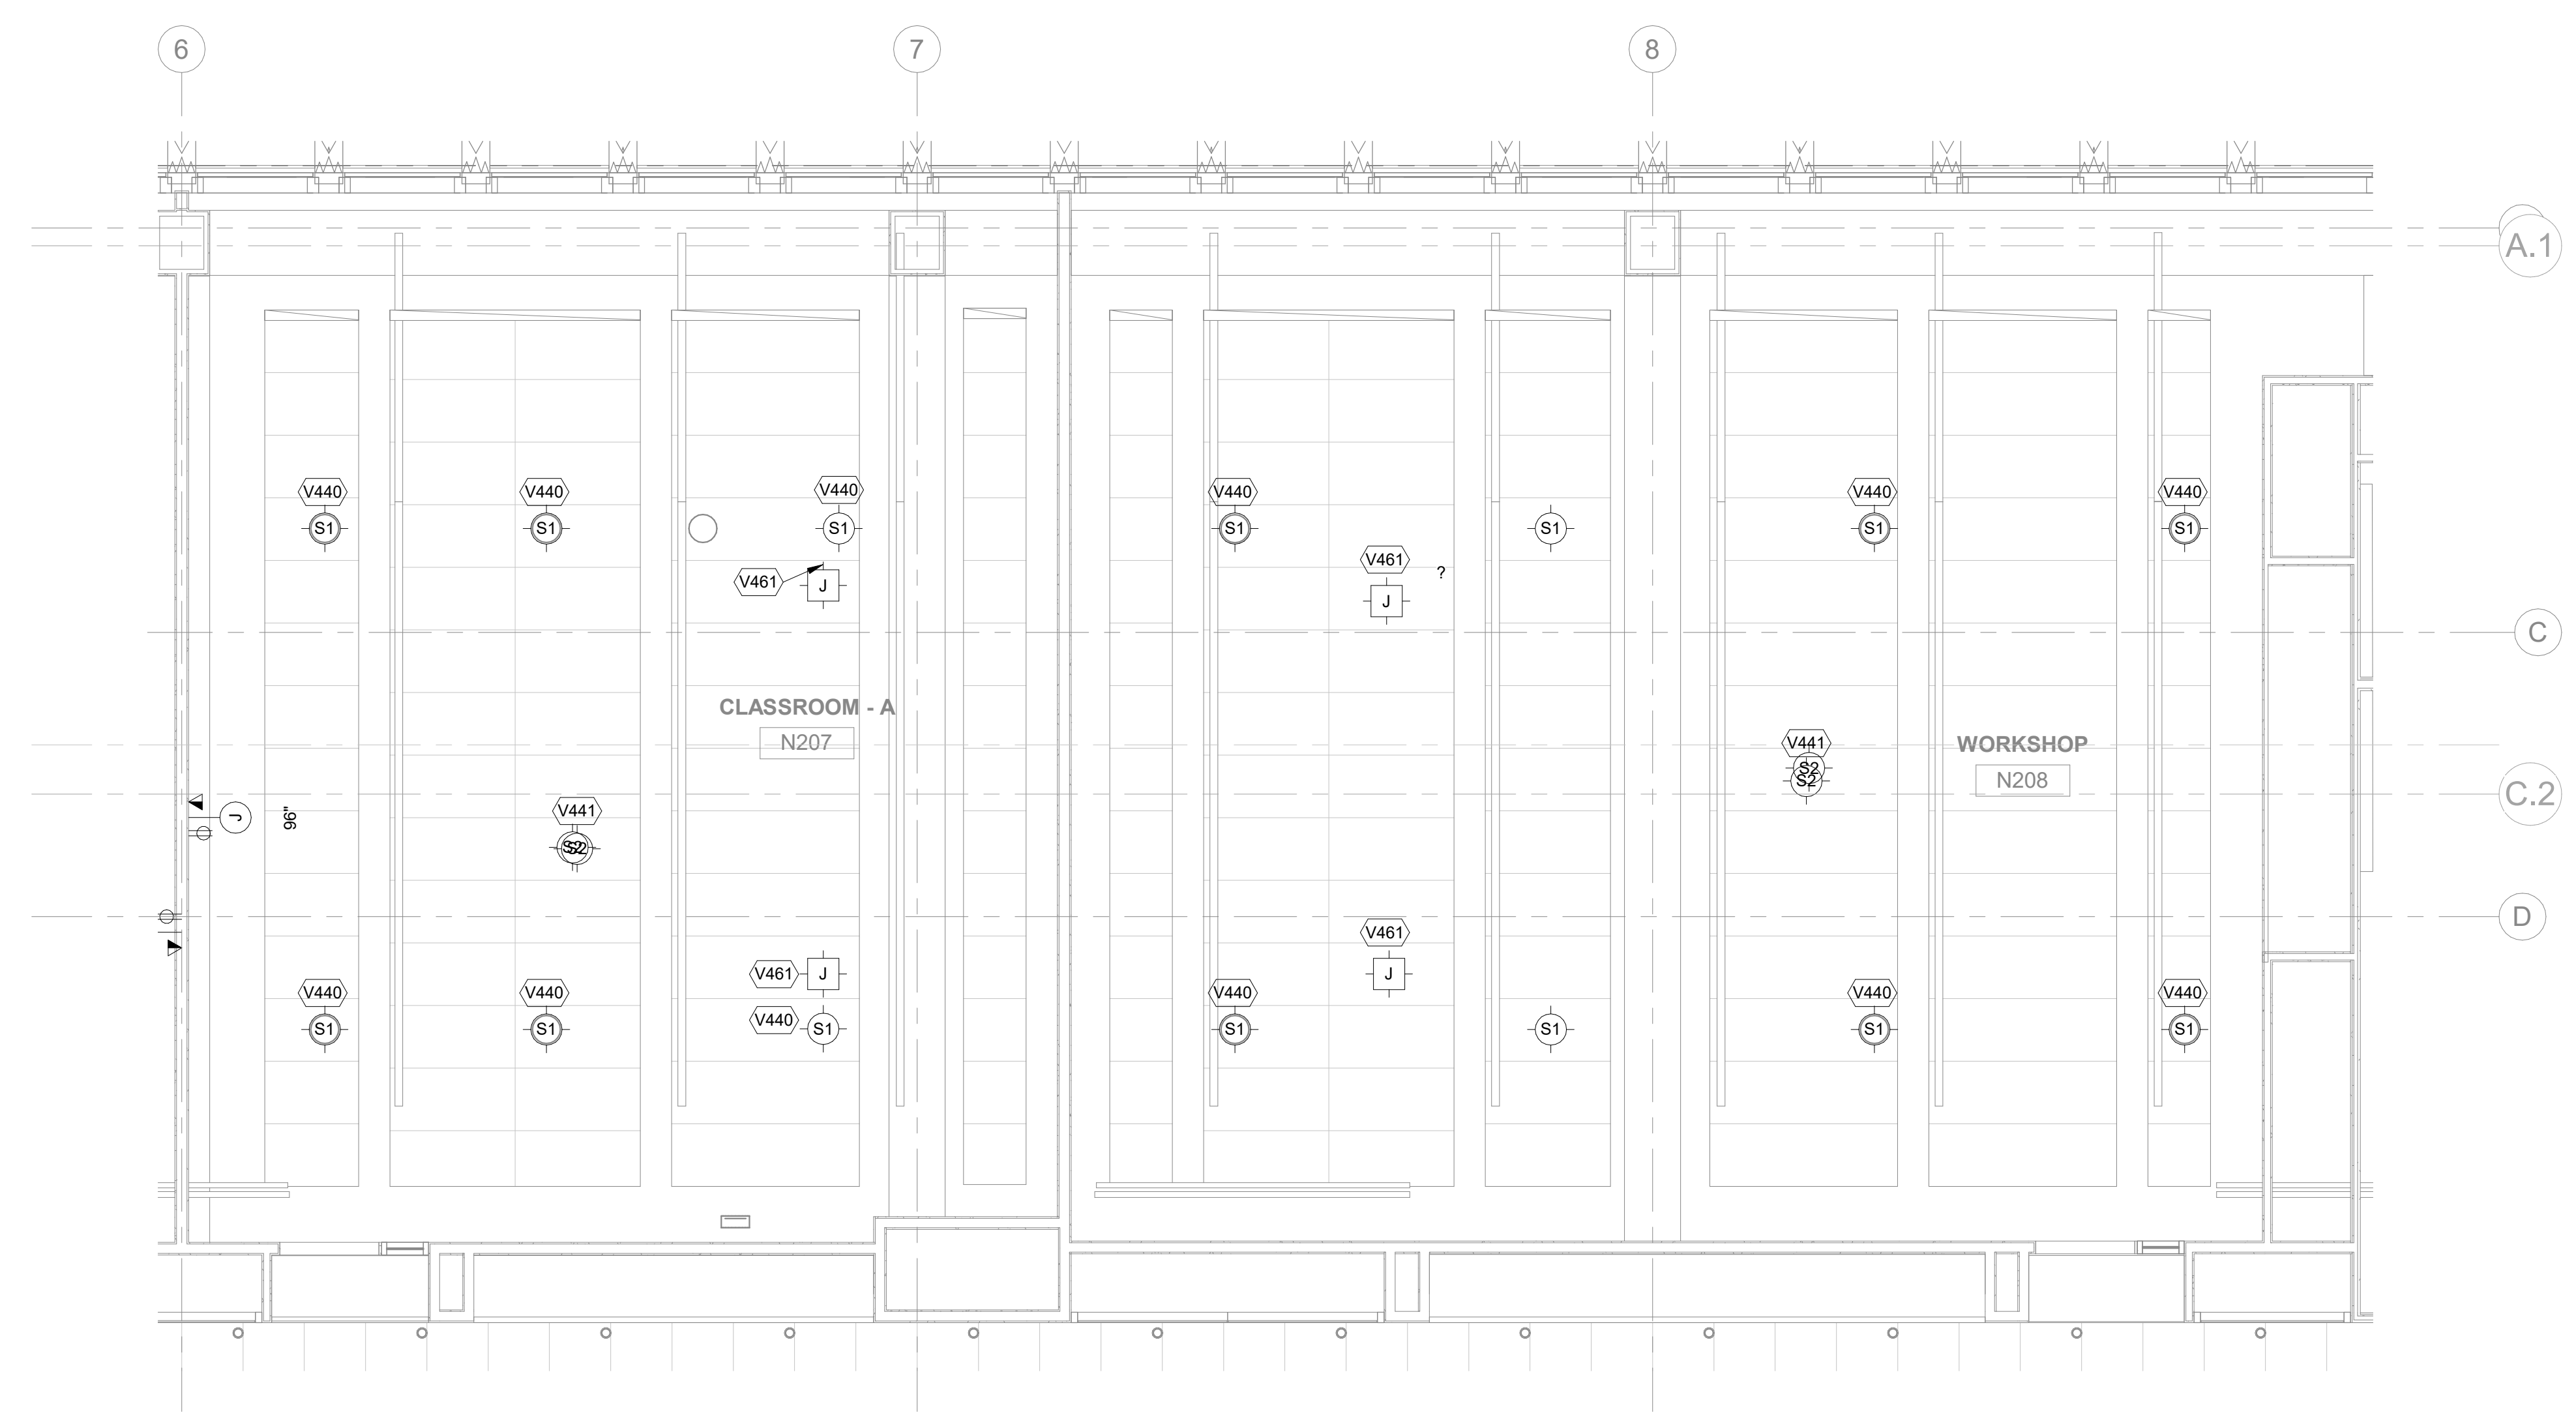 6 7 8
A.1
V440 V440 V440 V440 V440 V440
S1 S1 S1 S1 S1 S1 S1
V461 J V461 ?
J
C
CLASSROOM - A
N207
V441 WORKSHOP
S2 N208
S2
C.2
J 96" V441
S2
S2
D
V461
V461 J J
V440 V440 V440 V440 V440
V440 S1
S1 S1 S1 S1 S1 S1